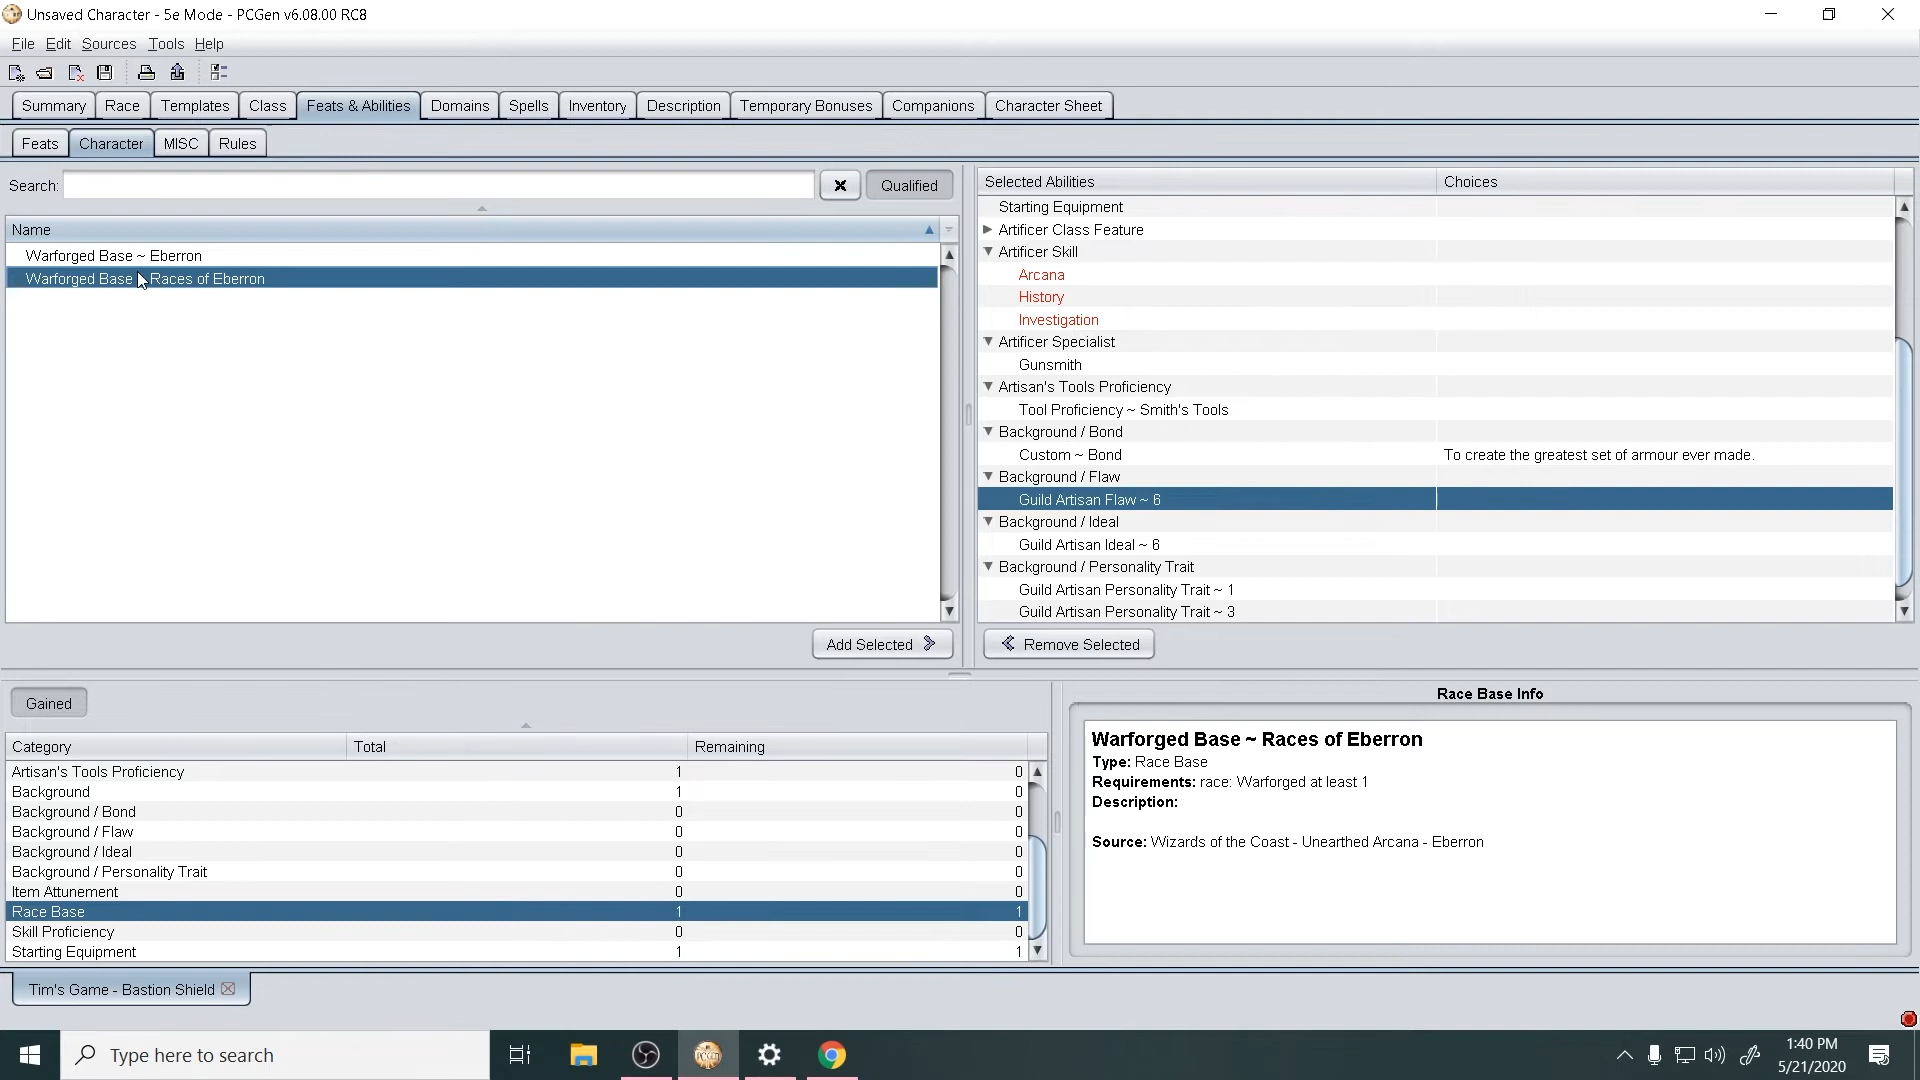 Unsaved Character - 5e Mode - PCGen v6.08.00 RC8
File Edit Sources Tools Help
Summary Race Templates Class Feats & Abilities Domains Spells Inventory Description Temporary Bonuses Companions Character Sheet
Feats Character MISC Rules
Search: Qualified
Name
Warforged Base ~ Eberron
Warforged Base Races of Eberron
Add Selected
Selected Abilities Choices
Starting Equipment
Artificer Class Feature
Artificer Skill
Arcana
History
Investigation
Artificer Specialist
Gunsmith
Artisan's Tools Proficiency
Tool Proficiency ~ Smith's Tools
Background / Bond
Custom ~ Bond To create the greatest set of armour ever made.
Background / Flaw
Guild Artisan Flaw ~ 6
Background / Ideal
Guild Artisan Ideal ~ 6
Background / Personality Trait
Guild Artisan Personality Trait ~ 1
Guild Artisan Personality Trait ~ 3
Remove Selected
Gained
Category Total Remaining
Artisan's Tools Proficiency 1 0
Background 1 0
Background / Bond 0 0
Background / Flaw 0 0
Background / Ideal 0 0
Background / Personality Trait 0 0
Item Attunement 0 0
Race Base 1 1
Skill Proficiency 0 0
Starting Equipment 1 1
Race Base Info
Warforged Base ~ Races of Eberron
Type: Race Base
Requirements: race: Warforged at least 1
Description:
Source: Wizards of the Coast - Unearthed Arcana - Eberron
Tim's Game - Bastion Shield
Type here to search
1:40 PM
5/21/2020